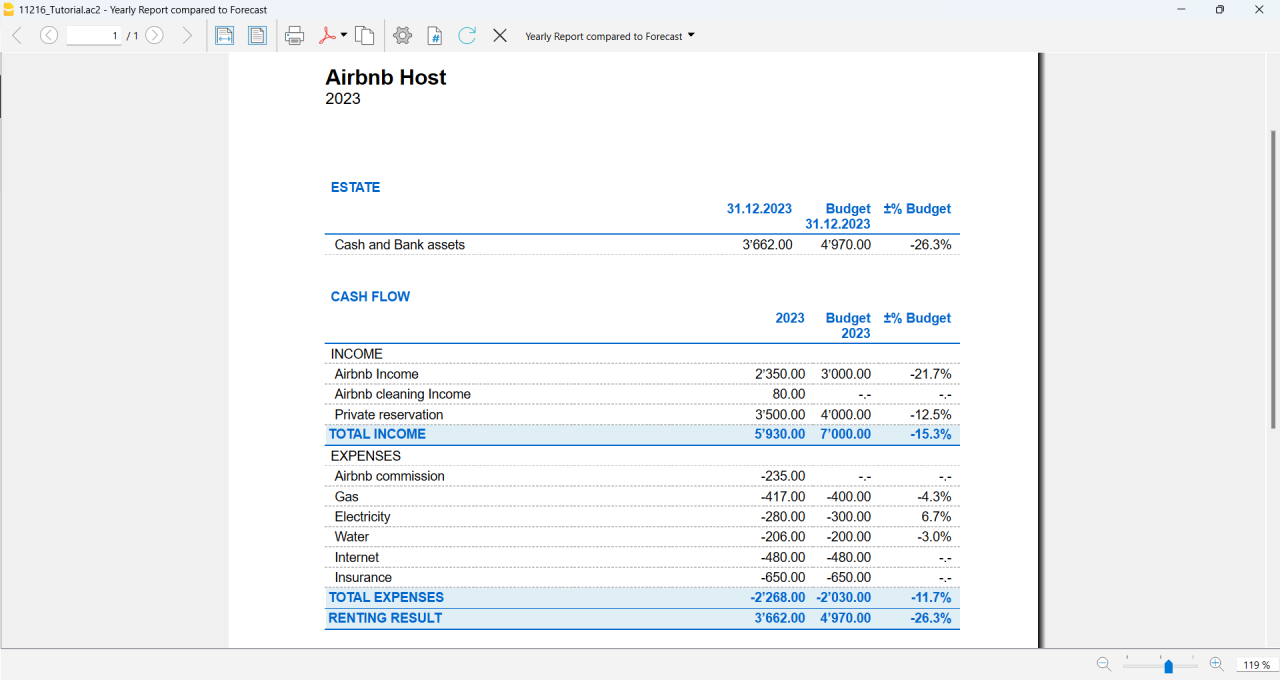 11216_Tutorial.ac2 - Yearly Report compared to Forecast
1 / 1 # Yearly Report compared to Forecast
Airbnb Host
2023
ESTATE
31.12.2023 Budget ±% Budget
31.12.2023
Cash and Bank assets 3'662.00 4'970.00 -26.3%
CASH FLOW
2023 Budget ±% Budget
2023
INCOME
Airbnb Income 2'350.00 3'000.00 -21.7%
Airbnb cleaning Income 80.00 -.- -.-
Private reservation 3'500.00 4'000.00 -12.5%
TOTAL INCOME 5'930.00 7'000.00 -15.3%
EXPENSES
Airbnb commission -235.00 -.- -.-
Gas -417.00 -400.00 -4.3%
Electricity -280.00 -300.00 6.7%
Water -206.00 -200.00 -3.0%
Internet -480.00 -480.00 -.-
Insurance -650.00 -650.00 -.-
TOTAL EXPENSES -2'268.00 -2'030.00 -11.7%
RENTING RESULT 3'662.00 4'970.00 -26.3%
119 %